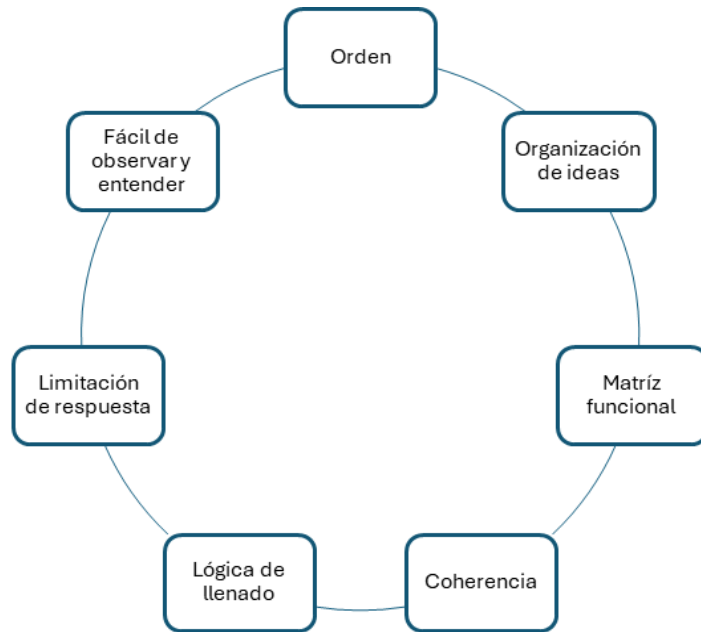 Orden
Organización
de ideas
Matríz
funcional
Coherencia
Lógica de
llenado
Limitación
de respuesta
Fácil de
observar y
entender